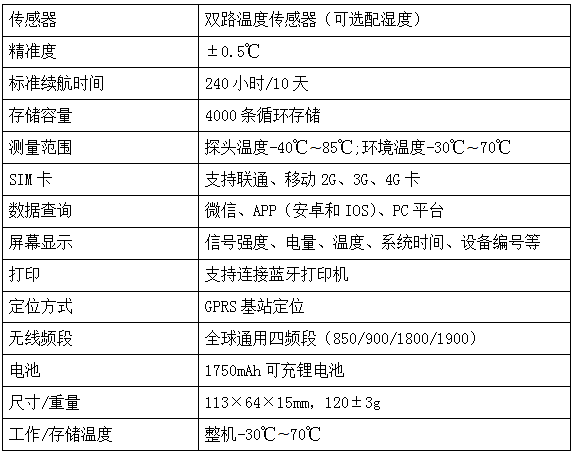 传感器 双路温度传感器（可选配湿度）
精准度 ±0.5℃
标准续航时间 240 小时/10 天
存储容量 4000 条循环存储
测量范围 探头温度-40℃~85℃;环境温度-30℃~70℃
SIM 卡 支持联通、移动 2G、3G、4G 卡
数据查询 微信、APP（安卓和 IOS）、PC 平台
屏幕显示 信号强度、电量、温度、系统时间、设备编号等
打印 支持连接蓝牙打印机
定位方式 GPRS 基站定位
无线频段 全球通用四频段（850/900/1800/1900）
电池 1750mAh 可充锂电池
尺寸/重量 113×64×15mm, 120±3g
工作/存储温度 整机-30℃~70℃